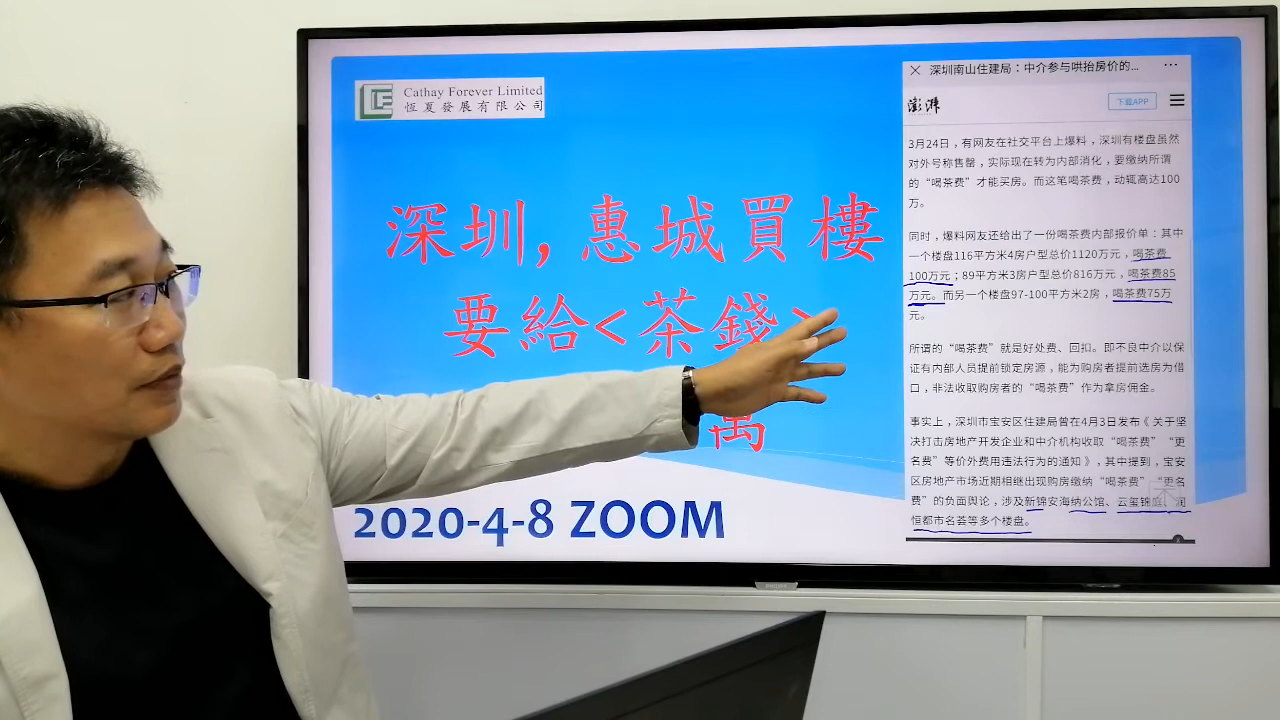 Cathay Forever Limited
恆夏發展有限公司
深圳,惠城買樓
要給<茶錢>
萬
2020-4-8 ZOOM
深圳南山住建局：中介参与哄抬房价的...
澎湃
下载APP
3月24日，有网友在社交平台上爆料，深圳有楼盘虽然
对外号称售罄，实际现在转为内部消化，要缴纳所谓
的“喝茶费”才能买房。而这笔喝茶费，动辄高达100
万。
同时，爆料网友还给出了一份喝茶费内部报价单：其中
一个楼盘116平方米4房户型总价1120万元，喝茶费
100万元；89平方米3房户型总价816万元，喝茶费85
万元。而另一个楼盘97-100平方米2房，喝茶费75万
元。
所谓的“喝茶费”就是好处费、回扣。即不良中介以保
证有内部人员提前锁定房源，能为购房者提前选房为借
口，非法收取购房者的“喝茶费”作为拿房佣金。
事实上，深圳市宝安区住建局曾在4月3日发布《关于坚
决打击房地产开发企业和中介机构收取“喝茶费”“更
名费”等价外费用违法行为的通知》，其中提到，宝安
区房地产市场近期相继出现购房缴纳“喝茶费”“更名
费”的负面舆论，涉及新锦安海纳公馆、云玺锦庭、润
恒都市名荟等多个楼盘。
PHILIPS